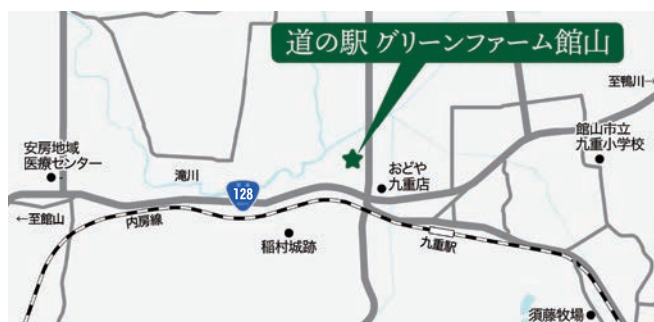 道の駅 グリーンファーム館山
至鴨川→
館山市立
九重小学校
安房地域
医療センター
滝川
おどや
九重店
128
←至館山
内房線
稲村城跡
九重駅
須藤牧場